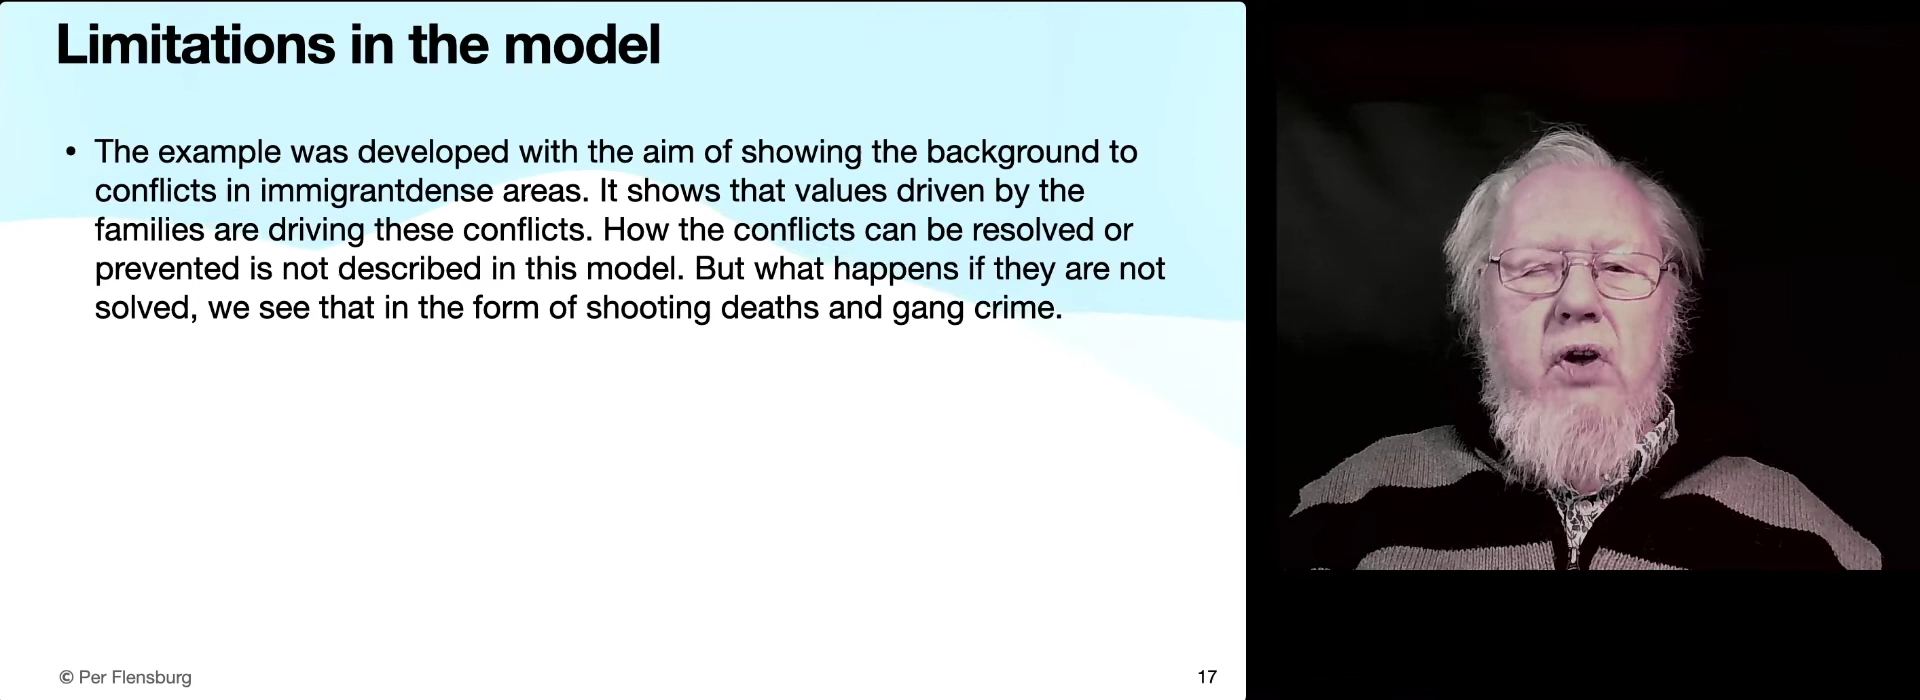 Limitations in the model
• The example was developed with the aim of showing the background to
conflicts in immigrantdense areas. It shows that values driven by the
families are driving these conflicts. How the conflicts can be resolved or
prevented is not described in this model. But what happens if they are not
solved, we see that in the form of shooting deaths and gang crime.
© Per Flensburg
17